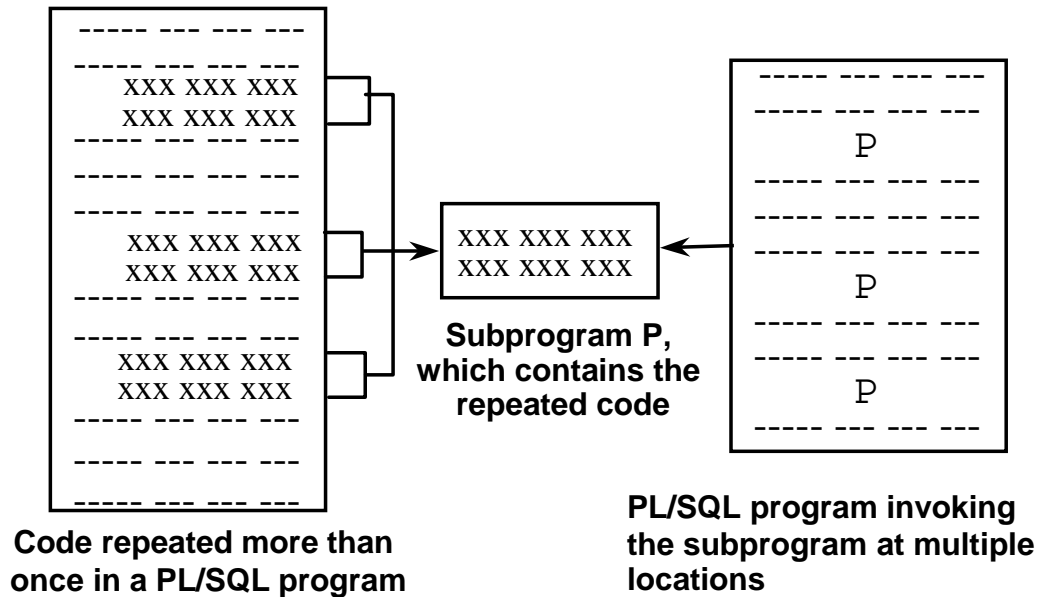 ----- --- --- ---
----- --- --- ---
xxx xxx xxx
xxx xxx xxx
----- --- --- ---
----- --- --- ---
----- --- --- ---
xxx xxx xxx
xxx xxx xxx
----- --- --- ---
----- --- --- ---
xxx xxx xxx
xxx xxx xxx
----- --- --- ---
----- --- --- ---
----- --- --- ---
Code repeated more than
once in a PL/SQL program
xxx xxx xxx
xxx xxx xxx
Subprogram P,
which contains the
repeated code
----- --- --- ---
----- --- --- ---
P
----- --- --- ---
----- --- --- ---
----- --- --- ---
P
----- --- --- ---
----- --- --- ---
P
----- --- --- ---
PL/SQL program invoking
the subprogram at multiple
locations